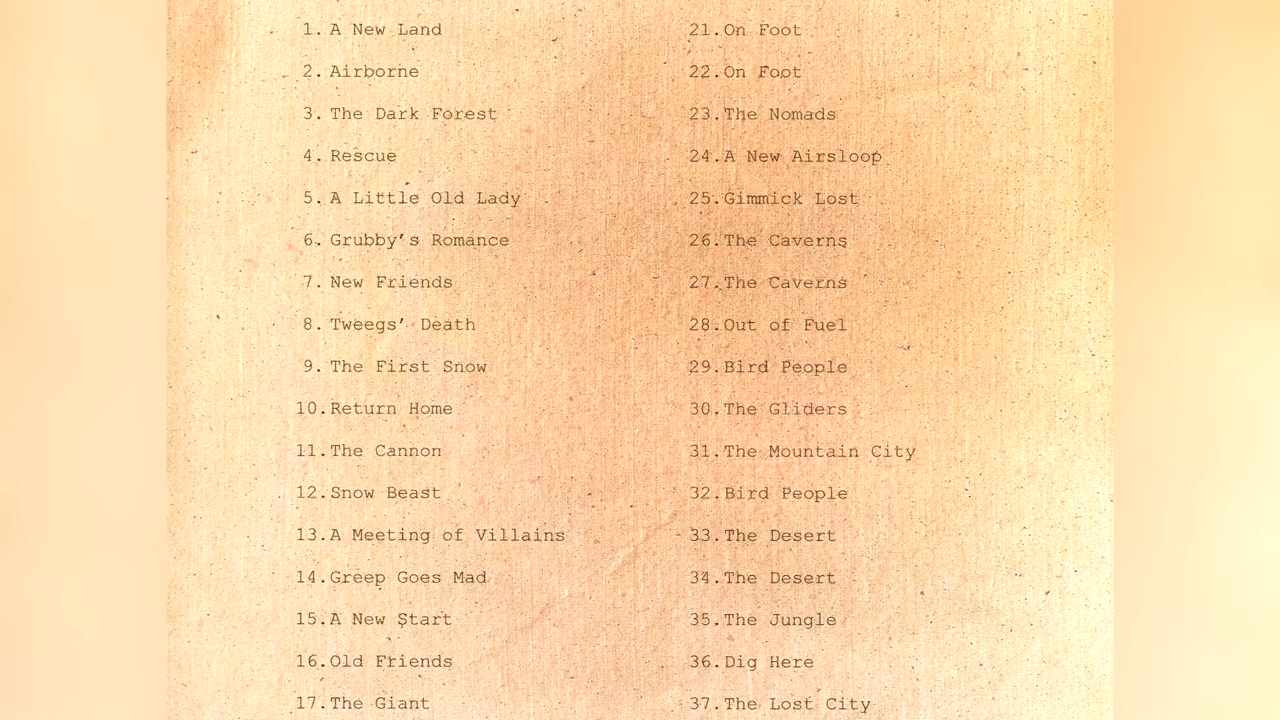 1. A New Land
2. Airborne
3. The Dark Forest
4. Rescue
5. A Little Old Lady
6. Grubby’s Romance
7. New Friends
8. Tweegs’ Death
9. The First Snow
10. Return Home
11. The Cannon
12. Snow Beast
13. A Meeting of Villains
14. Greep Goes Mad
15. A New Start
16. Old Friends
17. The Giant
21. On Foot
22. On Foot
23. The Nomads
24. A New Airsloop
25. Gimmick Lost
26. The Caverns
27. The Caverns
28. Out of Fuel
29. Bird People
30. The Gliders
31. The Mountain City
32. Bird People
33. The Desert
34. The Desert
35. The Jungle
36. Dig Here
37. The Lost City